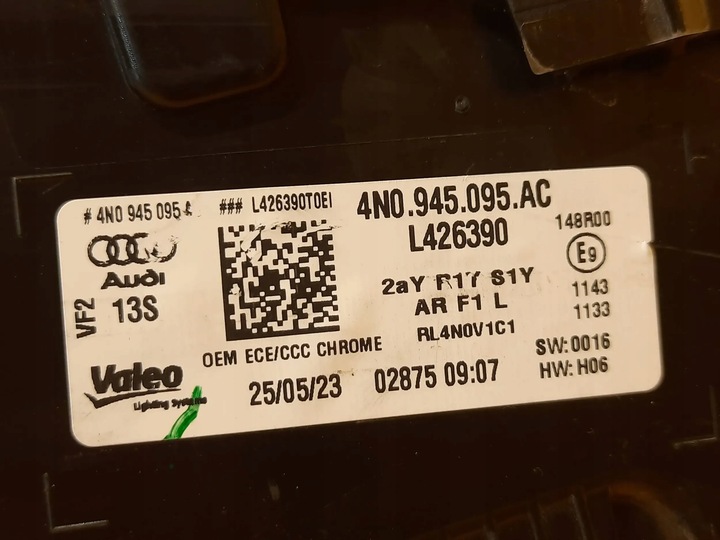 # 4N0 945 095
### L426390T0EI
4N0.945.095.AC
L426390
148R00
E9
Audi
VF2
13S
2aY R1Y S1Y
AR F1 L
RL4N0V1C1
1143
1133
OEM ECE/CCC CHROME
SW:0016
HW: H06
Valeo
Lighting Systems
25/05/23
02875 09:07